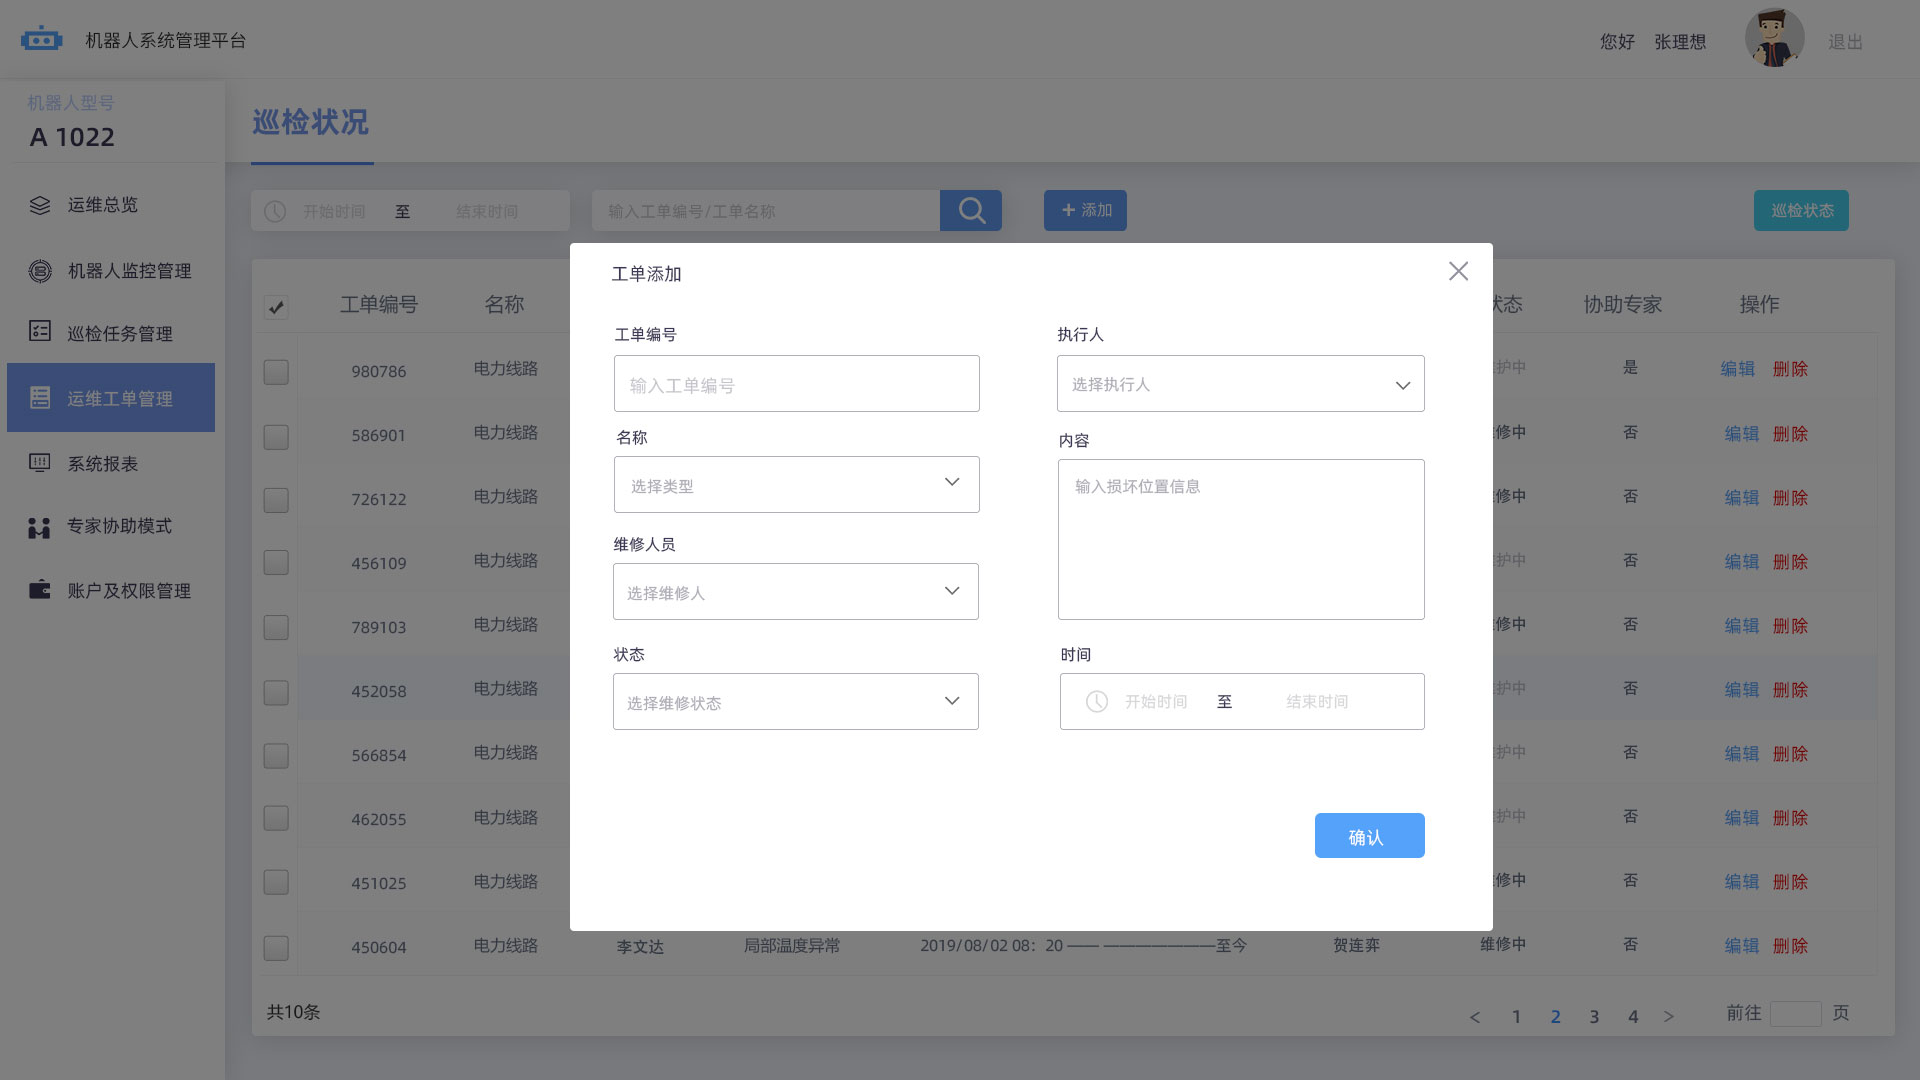 机器人系统管理平台
您好 张理想 退出
机器人型号
A 1022
巡检状况
运维总览
机器人监控管理
巡检任务管理
运维工单管理
系统报表
专家协助模式
账户及权限管理
开始时间 至 结束时间
输入工单编号/工单名称
+ 添加
巡检状态
工单编号 名称 状态 协助专家 操作
980786 电力线路 护中 是 编辑 删除
586901 电力线路 修中 否 编辑 删除
726122 电力线路 修中 否 编辑 删除
456109 电力线路 护中 否 编辑 删除
789103 电力线路 修中 否 编辑 删除
452058 电力线路 护中 否 编辑 删除
566854 电力线路 护中 否 编辑 删除
462055 电力线路 护中 否 编辑 删除
451025 电力线路 修中 否 编辑 删除
450604 电力线路 李文达 局部温度异常 2019/08/02 08：20 —— ———————至今 贺连弈 维修中 否 编辑 删除
共10条
< 1 2 3 4 > 前往 页
工单添加
工单编号
输入工单编号
名称
选择类型
维修人员
选择维修人
状态
选择维修状态
执行人
选择执行人
内容
输入损坏位置信息
时间
开始时间 至 结束时间
确认